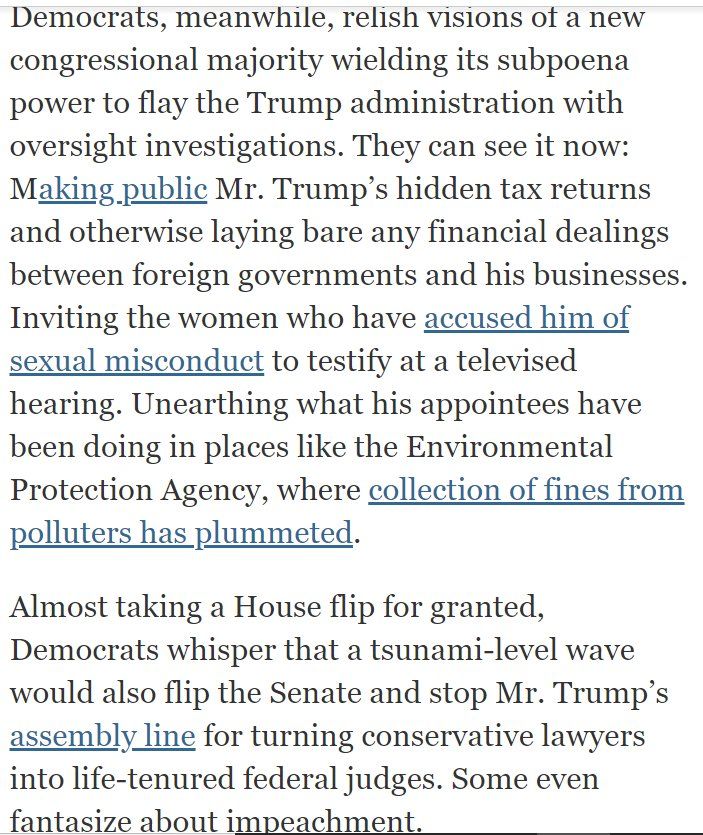 Democrats, meanwhile, relish visions of a new
congressional majority wielding its subpoena
power to flay the Trump administration with
oversight investigations. They can see it now:
Making public Mr. Trump’s hidden tax returns
and otherwise laying bare any financial dealings
between foreign governments and his businesses.
Inviting the women who have accused him of
sexual misconduct to testify at a televised
hearing. Unearthing what his appointees have
been doing in places like the Environmental
Protection Agency, where collection of fines from
polluters has plummeted.
Almost taking a House flip for granted,
Democrats whisper that a tsunami-level wave
would also flip the Senate and stop Mr. Trump’s
assembly line for turning conservative lawyers
into life-tenured federal judges. Some even
fantasize about impeachment.